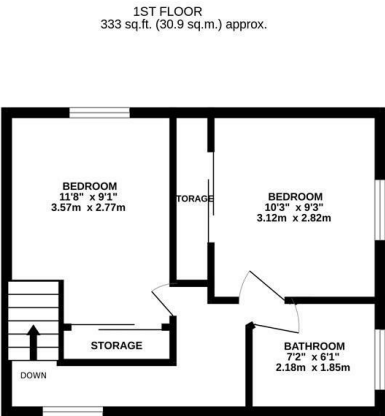 1ST FLOOR
333 sq.ft. (30.9 sq.m.) approx.
BEDROOM
11'8" x 9'1"
3.57m x 2.77m
TORAGE
BEDROOM
10'3" x 9'3"
3.12m x 2.82m
STORAGE
DOWN
BATHROOM
7'2" x 6'1"
2.18m x 1.85m